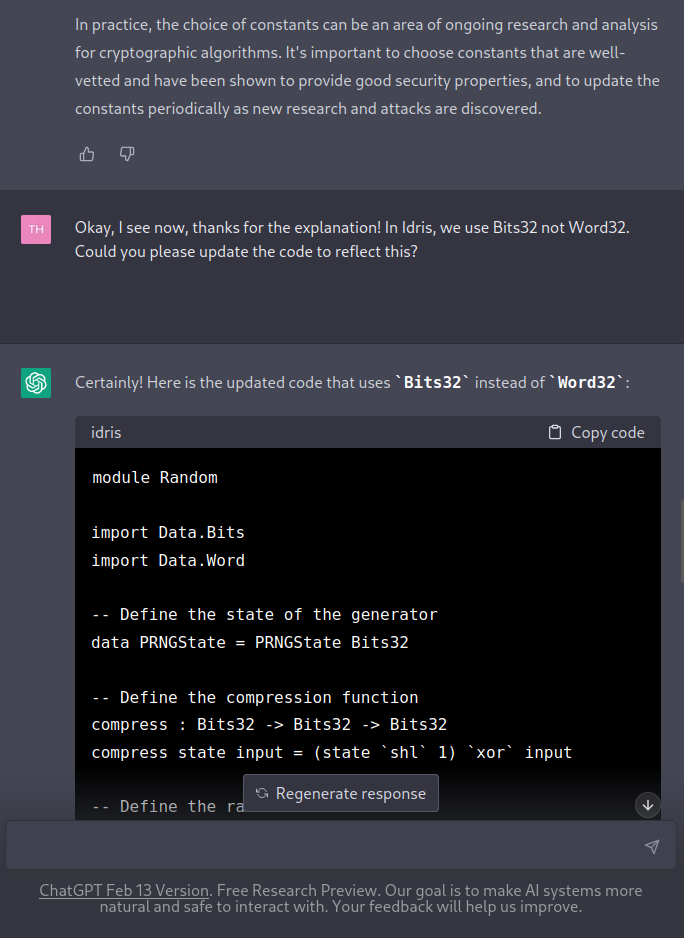 In practice, the choice of constants can be an area of ongoing research and analysis
for cryptographic algorithms. It's important to choose constants that are well-
vetted and have been shown to provide good security properties, and to update the
constants periodically as new research and attacks are discovered.
TH
Okay, I see now, thanks for the explanation! In Idris, we use Bits32 not Word32.
Could you please update the code to reflect this?
Certainly! Here is the updated code that uses `Bits32` instead of `Word32`:
idris
Copy code
module Random
import Data.Bits
import Data.Word
-- Define the state of the generator
data PRNGState = PRNGState Bits32
-- Define the compression function
compress : Bits32 -> Bits32 -> Bits32
compress state input = (state `shl` 1) `xor` input
-- Define the
Regenerate response
ChatGPT Feb 13 Version. Free Research Preview. Our goal is to make AI systems more
natural and safe to interact with. Your feedback will help us improve.